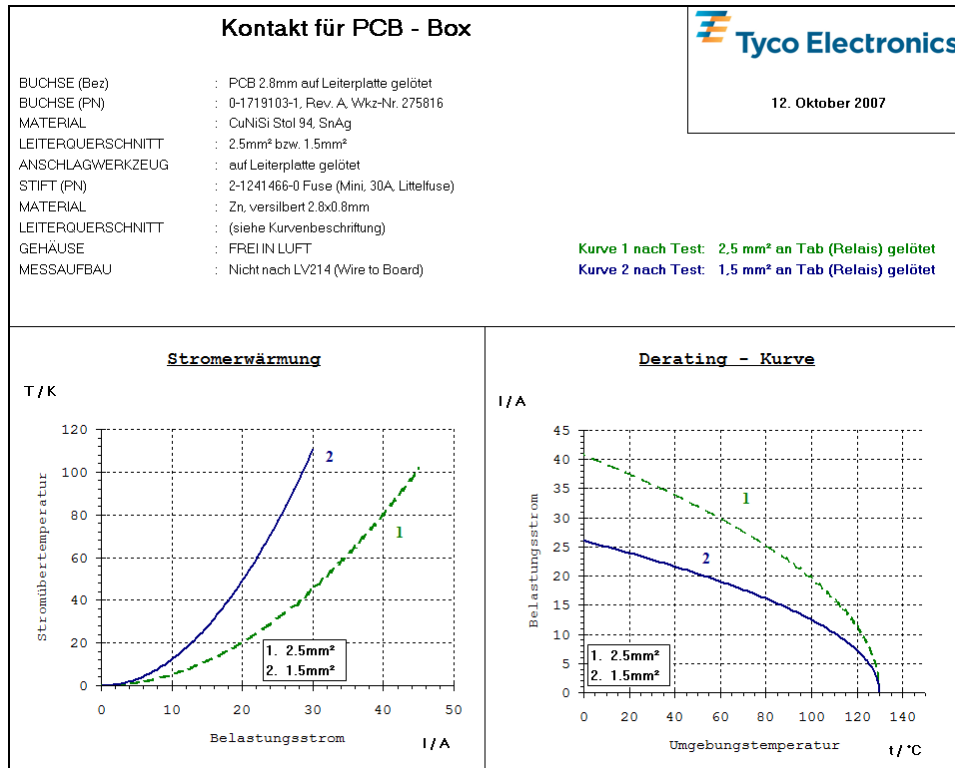 Kontakt für PCB - Box
Tyco Electronics
12. Oktober 2007
BUCHSE (Bez) : PCB 2.8mm auf Leiterplatte gelötet
BUCHSE (PN) : 0-1719103-1, Rev. A, Wkz-Nr. 275816
MATERIAL : CuNiSi Stol 94, SnAg
LEITERQUERSCHNITT : 2.5mm² bzw. 1.5mm²
ANSCHLAGWERKZEUG : auf Leiterplatte gelötet
STIFT (PN) : 2-1241466-0 Fuse (Mini, 30A, Littelfuse)
MATERIAL : Zn, versilbert 2.8x0.8mm
LEITERQUERSCHNITT : (siehe Kurvenbeschriftung)
GEHÄUSE : FREI IN LUFT
MESSAUFBAU : Nicht nach LV214 (Wire to Board)
Kurve 1 nach Test: 2,5 mm² an Tab (Relais) gelötet
Kurve 2 nach Test: 1,5 mm² an Tab (Relais) gelötet
Stromerwärmung
T / K
Stromübertemperatur
120
100
80
60
40
20
0
2
1
1. 2.5mm²
2. 1.5mm²
0 10 20 30 40 50
Belastungsstrom
I / A
Derating - Kurve
I / A
Belastungsstrom
45
40
35
30
25
20
15
10
5
0
1
2
1. 2.5mm²
2. 1.5mm²
0 20 40 60 80 100 120 140
Umgebungstemperatur
t / °C